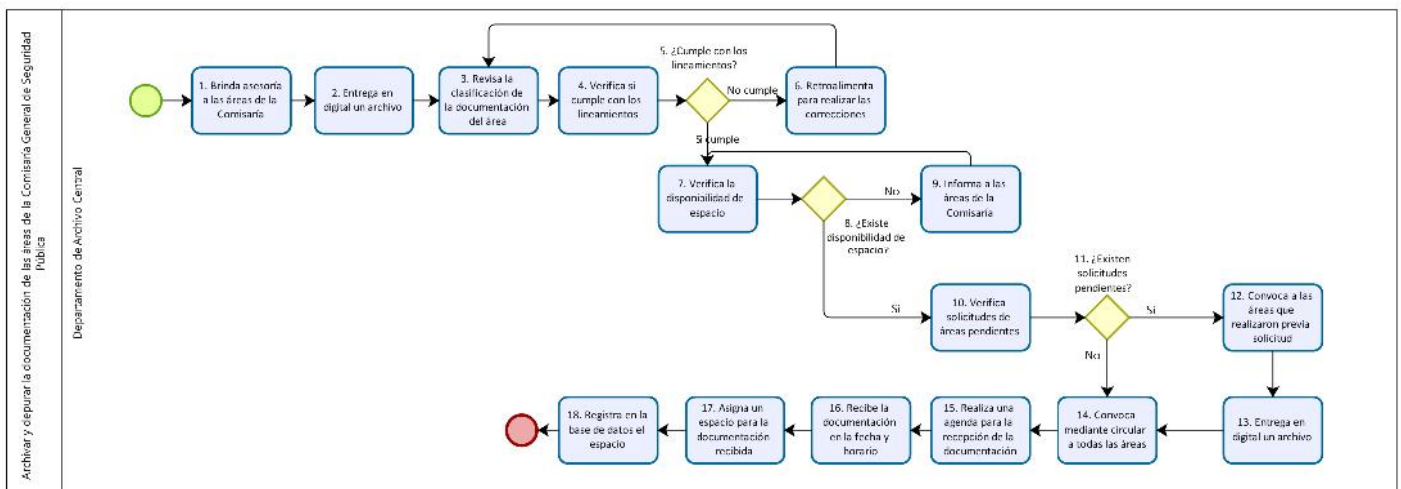 Archivar y depurar la documentación de las áreas de la Comisaría General de Seguridad
Pública
Departamento de Archivo Central
1. Brinda asesoría
a las áreas de la
Comisaría
2. Entrega en
digital un archivo
3. Revisa la
clasificación de
la documentación
del área
4. Verifica si
cumple con los
lineamientos
5. ¿Cumple con los
lineamientos?
No cumple
6. Retroalimenta
para realizar las
correcciones
Si cumple
7. Verifica la
disponibilidad de
espacio
8. ¿Existe
disponibilidad de
espacio?
No
9. Informa a las
áreas de la
Comisaría
Si
10. Verifica
solicitudes de
áreas pendientes
11. ¿Existen
solicitudes
pendientes?
Si
12. Convoca a las
áreas que
realizaron previa
solicitud
No
13. Entrega en
digital un archivo
14. Convoca
mediante circular
a todas las áreas
15. Realiza una
agenda para la
recepción de la
documentación
16. Recibe la
documentación
en la fecha y
horario
17. Asigna un
espacio para la
documentación
recibida
18. Registra en la
base de datos el
espacio